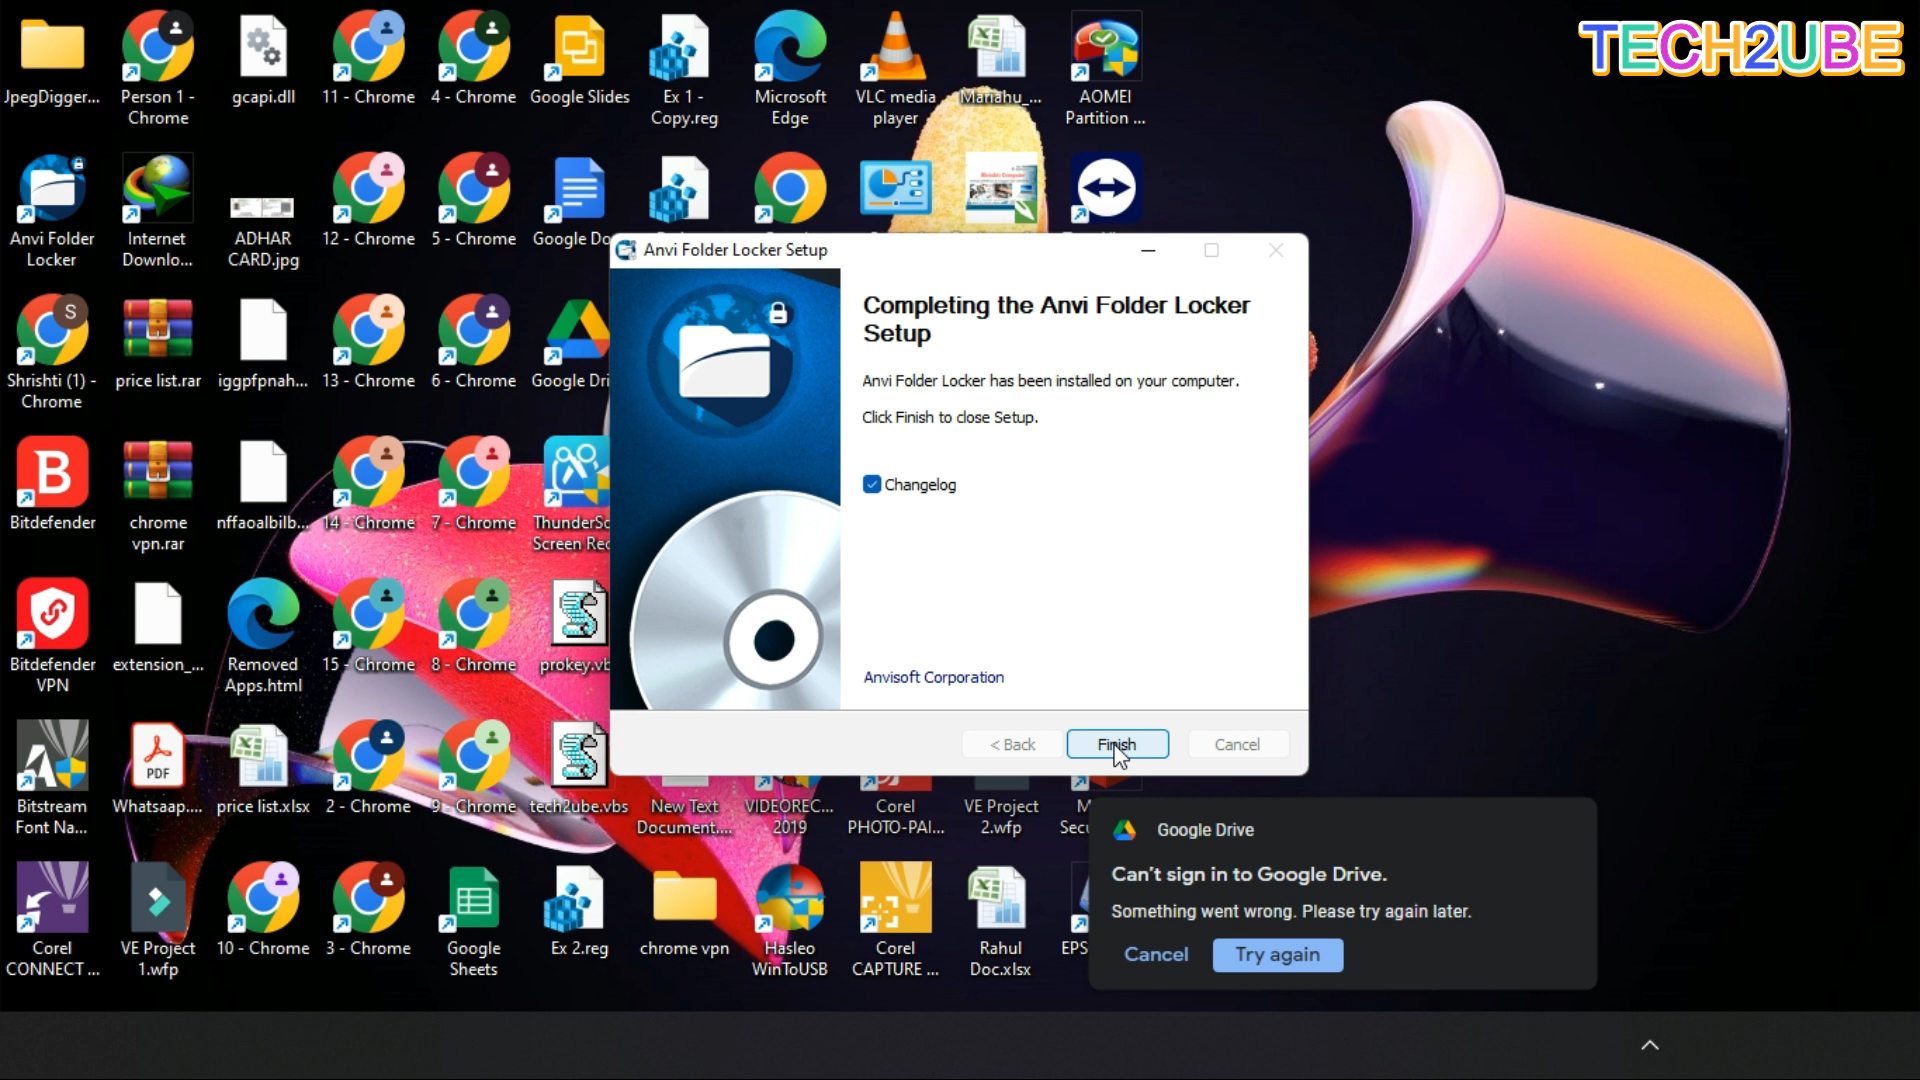 TECH2UBE
JpegDigger...
Person 1 -
Chrome
gcapi.dll
11 - Chrome
4 - Chrome
Google Slides
Ex 1 -
Copy.reg
Microsoft
Edge
VLC media
player
AOMEI
Partition ...
Anvi Folder
Locker
Internet
Downlo...
ADHAR
CARD.jpg
12 - Chrome
5 - Chrome
Google Do
Shrishti (1) -
Chrome
price list.rar
iggpfpnah...
13 - Chrome
6 - Chrome
Google Dri
Bitdefender
chrome
vpn.rar
nffaoalbilb...
14 - Chrome
7 - Chrome
ThunderSo
Screen Rec
Bitdefender
VPN
extension_...
Removed
Apps.html
15 - Chrome
8 - Chrome
prokey.vb
Bitstream
Font Na...
PDF
Whatsaap....
price list.xlsx
2 - Chrome
9 - Chrome
tech2ube.vbs
New Text
Document....
VIDEOREC...
2019
Corel
PHOTO-PAI...
VE Project
2.wfp
M
Secu
Corel
CONNECT ...
VE Project
1.wfp
10 - Chrome
3 - Chrome
Google
Sheets
Ex 2.reg
chrome vpn
Hasleo
WinToUSB
Corel
CAPTURE ...
Rahul
Doc.xlsx
EPS
Anvi Folder Locker Setup
Completing the Anvi Folder Locker
Setup
Anvi Folder Locker has been installed on your computer.
Click Finish to close Setup.
Changelog
Anvisoft Corporation
< Back
Finish
Cancel
Google Drive
Can't sign in to Google Drive.
Something went wrong. Please try again later.
Cancel
Try again